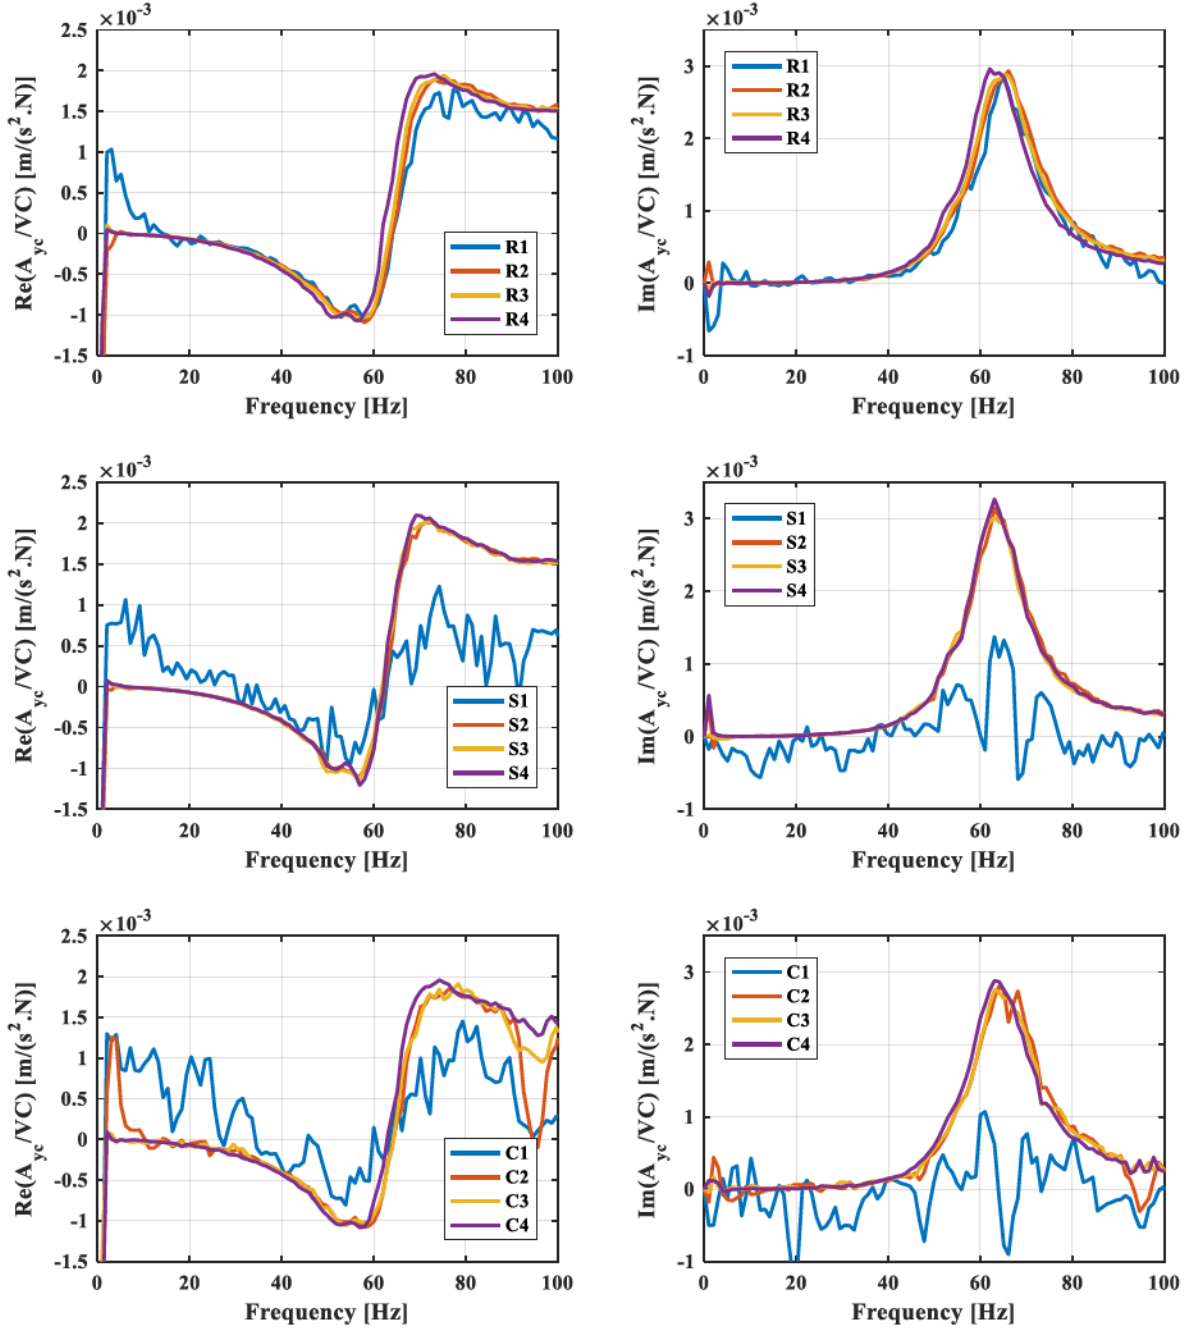 ×10⁻³
2.5
2
1.5
1
0.5
0
-0.5
-1
-1.5
Re(A_yc/VC) [m/(s².N)]
R1
R2
R3
R4
0 20 40 60 80 100
Frequency [Hz]
×10⁻³
3
2
1
0
-1
Im(A_yc/VC) [m/(s².N)]
R1
R2
R3
R4
0 20 40 60 80 100
Frequency [Hz]
×10⁻³
2.5
2
1.5
1
0.5
0
-0.5
-1
-1.5
Re(A_yc/VC) [m/(s².N)]
S1
S2
S3
S4
0 20 40 60 80 100
Frequency [Hz]
×10⁻³
3
2
1
0
-1
Im(A_yc/VC) [m/(s².N)]
S1
S2
S3
S4
0 20 40 60 80 100
Frequency [Hz]
×10⁻³
2.5
2
1.5
1
0.5
0
-0.5
-1
-1.5
Re(A_yc/VC) [m/(s².N)]
C1
C2
C3
C4
0 20 40 60 80 100
Frequency [Hz]
×10⁻³
3
2
1
0
-1
Im(A_yc/VC) [m/(s².N)]
C1
C2
C3
C4
0 20 40 60 80 100
Frequency [Hz]